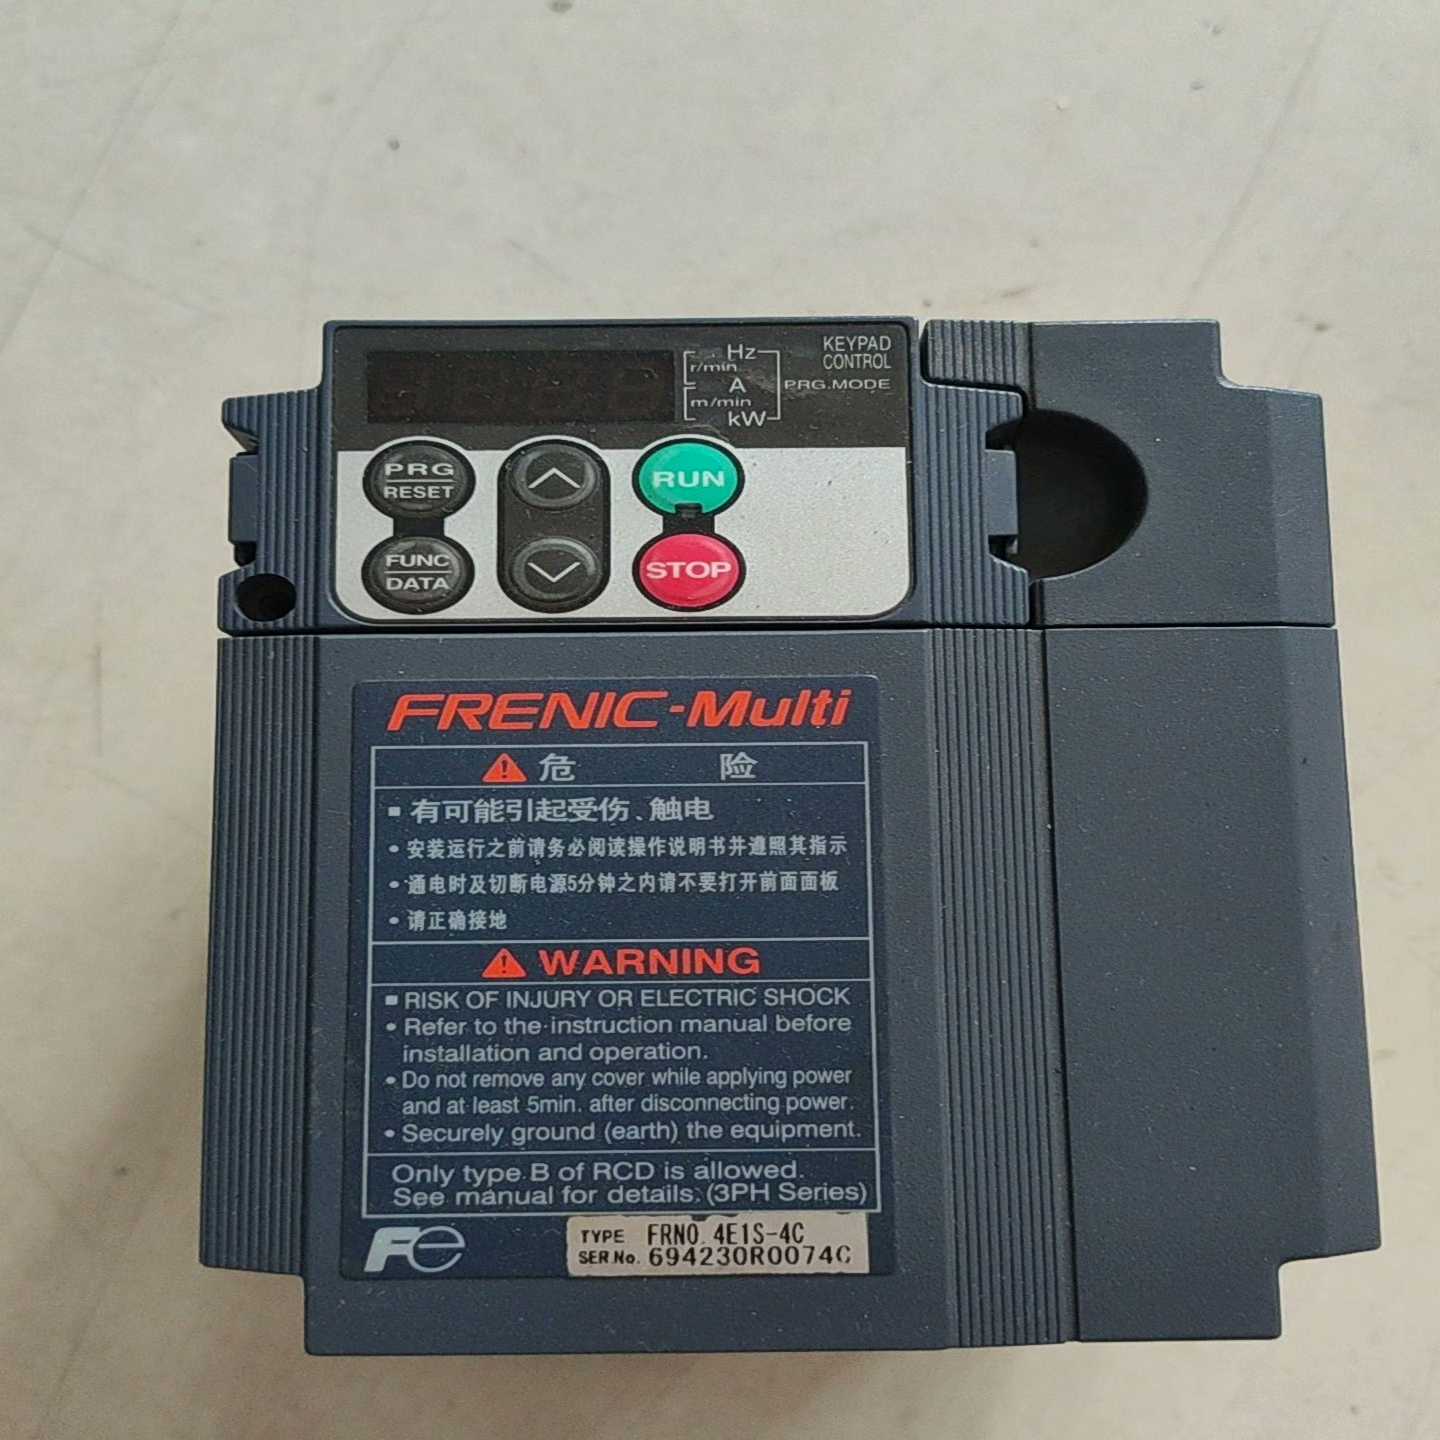 Hz
r/min
A
m/min
kW
KEYPAD
CONTROL
PRG.MODE
PRG
RESET
RUN
FUNC
DATA
STOP
FRENIC-Multi
危 险
■ 有可能引起受伤、触电
• 安装运行之前请务必阅读操作说明书并遵照其指示
• 通电时及切断电源5分钟之内请不要打开前面面板
• 请正确接地
WARNING
■ RISK OF INJURY OR ELECTRIC SHOCK
• Refer to the instruction manual before
installation and operation.
• Do not remove any cover while applying power
and at least 5min. after disconnecting power.
• Securely ground (earth) the equipment.
Only type B of RCD is allowed.
See manual for details. (3PH Series)
Fe
TYPE FRN0.4E1S-4C
SER.No. 694230R0074C